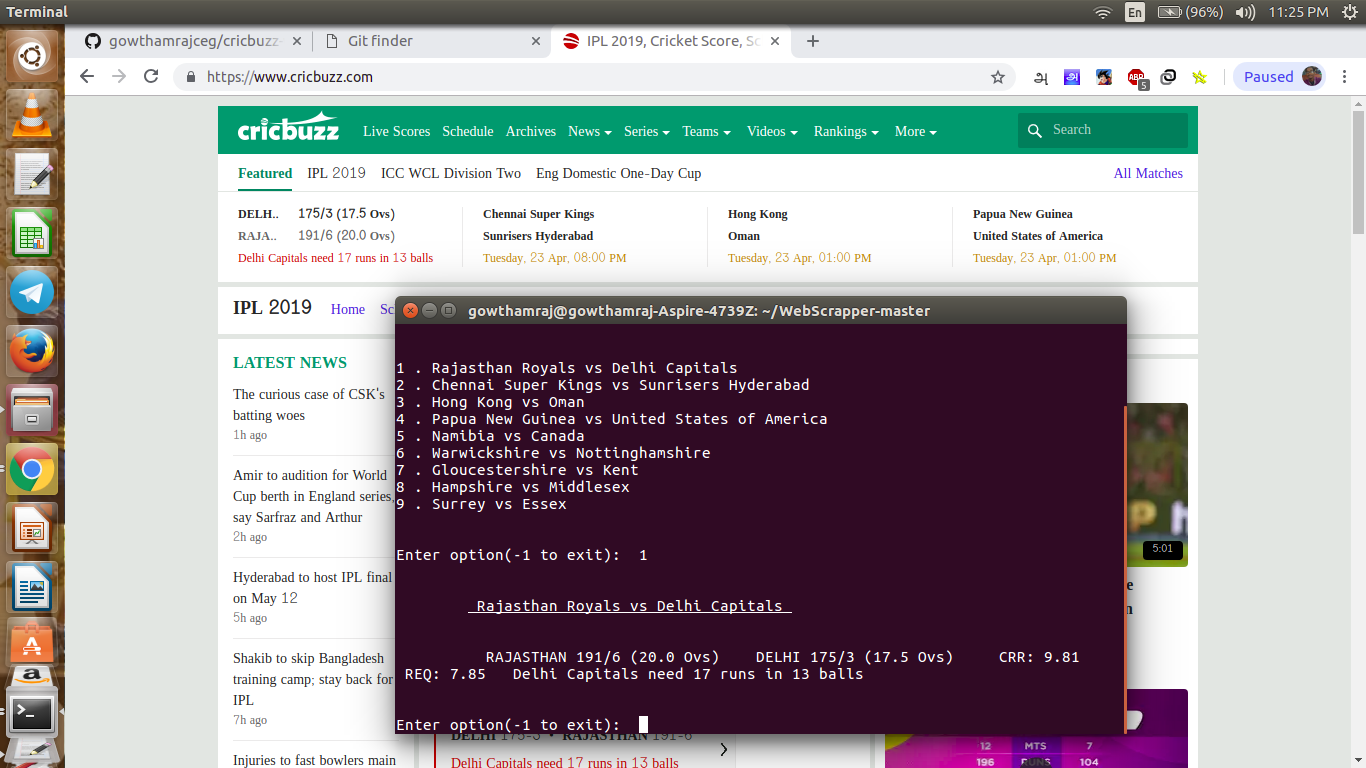 Terminal
En
(96%)
11:25 PM
gowthamrajceg/cricbuzz-
Git finder
IPL 2019, Cricket Score, Sc
https://www.cricbuzz.com
அ
அ
ABP
5
Paused
cricbuzz
Live Scores Schedule Archives News Series Teams Videos Rankings More
Search
Featured IPL 2019 ICC WCL Division Two Eng Domestic One-Day Cup All Matches
DELH.. 175/3 (17.5 Ovs)
RAJA.. 191/6 (20.0 Ovs)
Delhi Capitals need 17 runs in 13 balls
Chennai Super Kings
Sunrisers Hyderabad
Tuesday, 23 Apr, 08:00 PM
Hong Kong
Oman
Tuesday, 23 Apr, 01:00 PM
Papua New Guinea
United States of America
Tuesday, 23 Apr, 01:00 PM
IPL 2019 Home Sc
LATEST NEWS
The curious case of CSK's
batting woes
1h ago
Amir to audition for World
Cup berth in England series,
say Sarfraz and Arthur
2h ago
Hyderabad to host IPL final
on May 12
5h ago
Shakib to skip Bangladesh
training camp; stay back for
IPL
7h ago
Injuries to fast bowlers main
gowthamraj@gowthamraj-Aspire-4739Z: ~/WebScrapper-master
1 . Rajasthan Royals vs Delhi Capitals
2 . Chennai Super Kings vs Sunrisers Hyderabad
3 . Hong Kong vs Oman
4 . Papua New Guinea vs United States of America
5 . Namibia vs Canada
6 . Warwickshire vs Nottinghamshire
7 . Gloucestershire vs Kent
8 . Hampshire vs Middlesex
9 . Surrey vs Essex
Enter option(-1 to exit): 1
Rajasthan Royals vs Delhi Capitals
RAJASTHAN 191/6 (20.0 Ovs) DELHI 175/3 (17.5 Ovs) CRR: 9.81
REQ: 7.85 Delhi Capitals need 17 runs in 13 balls
Enter option(-1 to exit):
DELHI 175-3 • RAJASTHAN 191-6
Delhi Capitals need 17 runs in 13 balls
5:01
e
n
12 MTS 7
196 RUNS 104